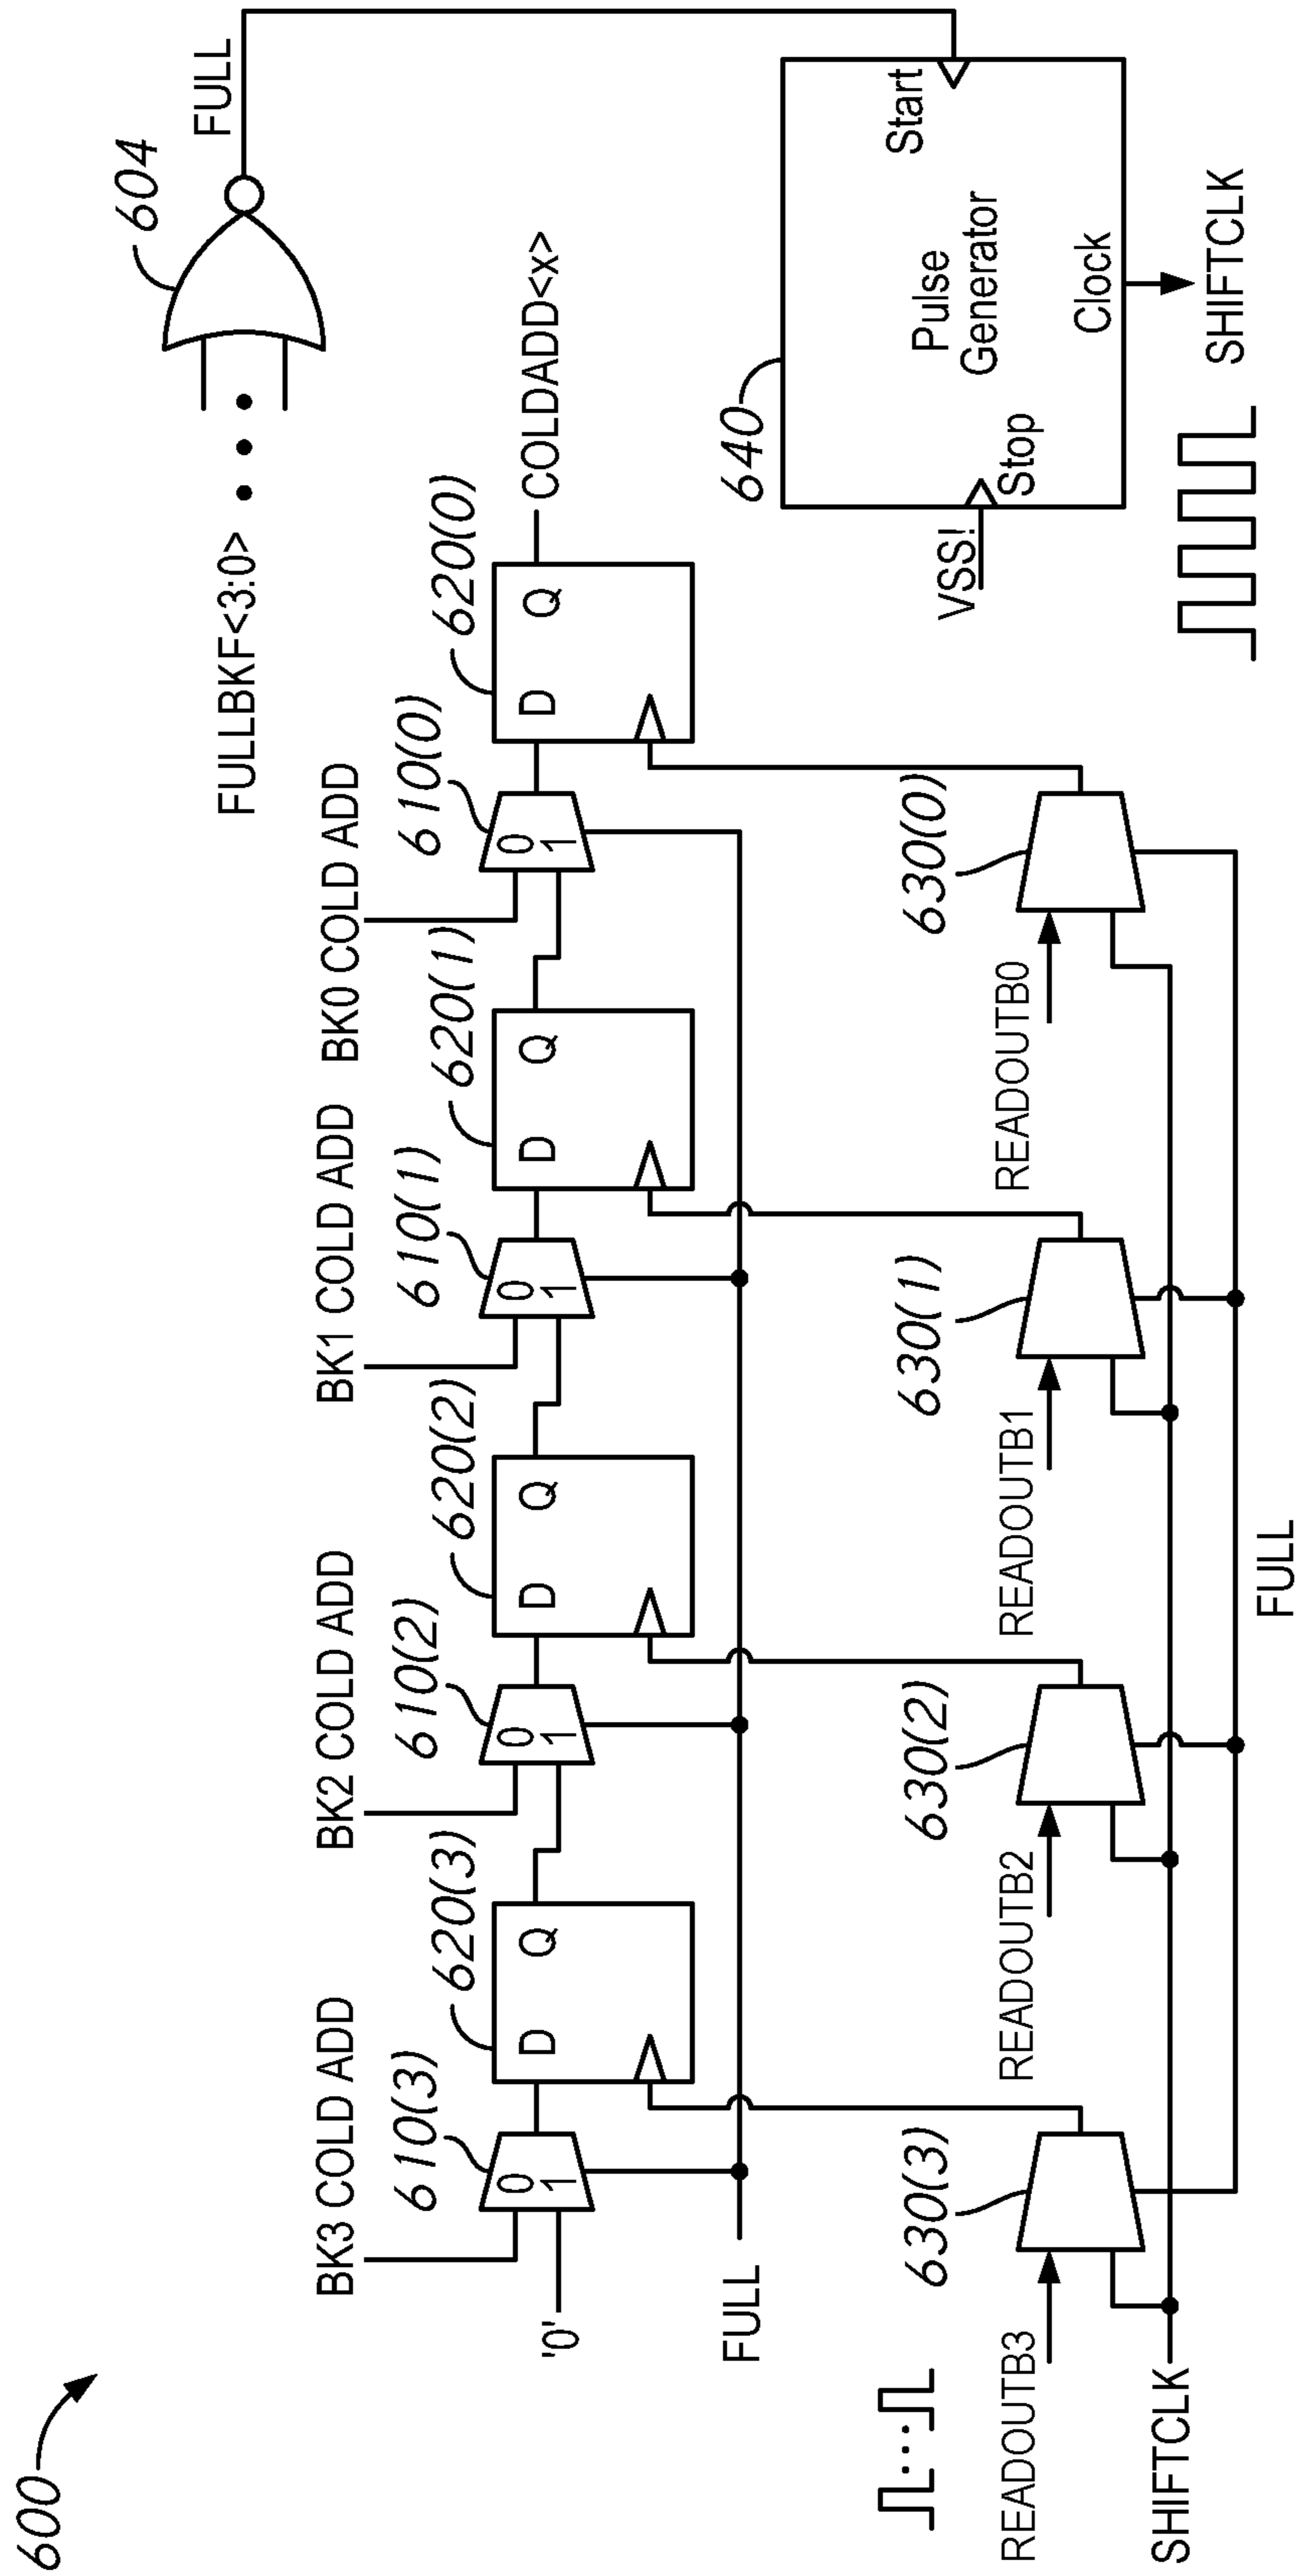 600
604
FULL
FULLBKF<3:0>
BK3 COLD ADD
BK2 COLD ADD
BK1 COLD ADD
BK0 COLD ADD
610(3)
620(3)
610(2)
620(2)
610(1)
620(1)
610(0)
620(0)
'0'
0
1
D
Q
0
1
D
Q
0
1
D
Q
0
1
D
Q
COLDADD<x>
FULL
640
Start
Pulse
Generator
Stop
Clock
VSS!
SHIFTCLK
630(3)
630(2)
630(1)
630(0)
READOUTB3
READOUTB2
READOUTB1
READOUTB0
SHIFTCLK
FULL